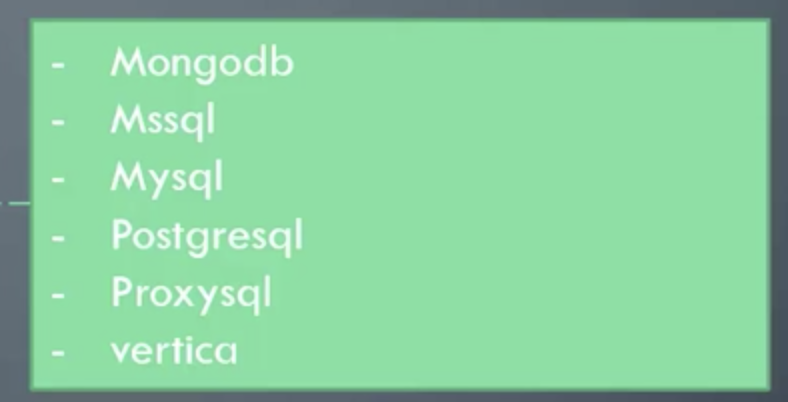 - Mongodb
- Mssql
- Mysql
- Postgresql
- Proxysql
- vertica